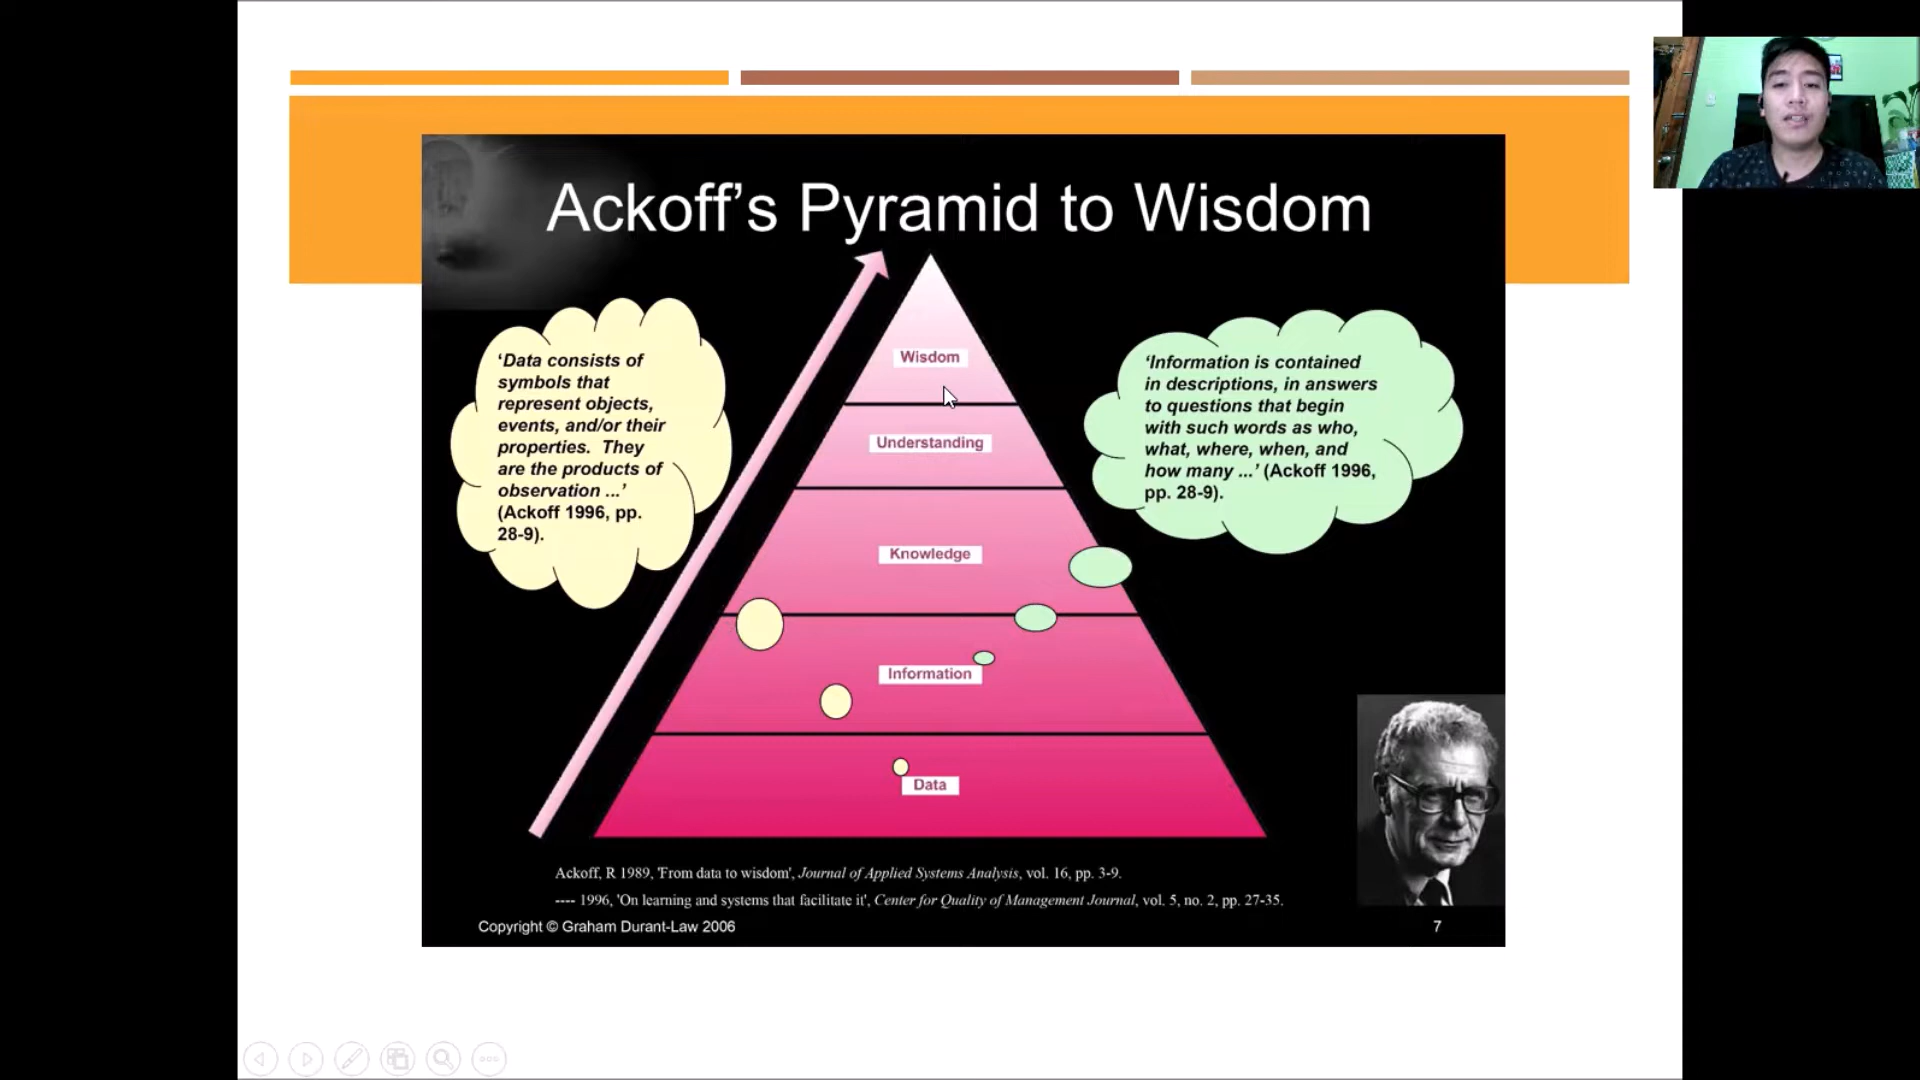 Ackoff’s Pyramid to Wisdom
‘Data consists of
symbols that
represent objects,
events, and/or their
properties. They
are the products of
observation ...’
(Ackoff 1996, pp.
28-9).
‘Information is contained
in descriptions, in answers
to questions that begin
with such words as who,
what, where, when, and
how many ...’ (Ackoff 1996,
pp. 28-9).
Wisdom
Understanding
Knowledge
Information
Data
Ackoff, R 1989, 'From data to wisdom', Journal of Applied Systems Analysis, vol. 16, pp. 3-9.
---- 1996, 'On learning and systems that facilitate it', Center for Quality of Management Journal, vol. 5, no. 2, pp. 27-35.
Copyright © Graham Durant-Law 2006
7